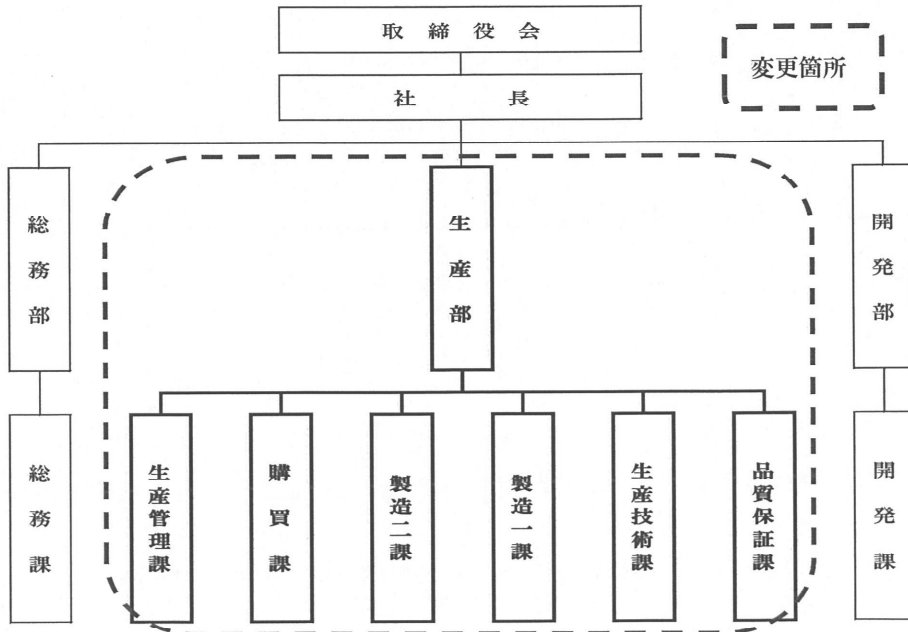 取締役会
社長
変更箇所
総務部
生産部
開発部
総務課
生産管理課
購買課
製造二課
製造一課
生産技術課
品質保証課
開発課